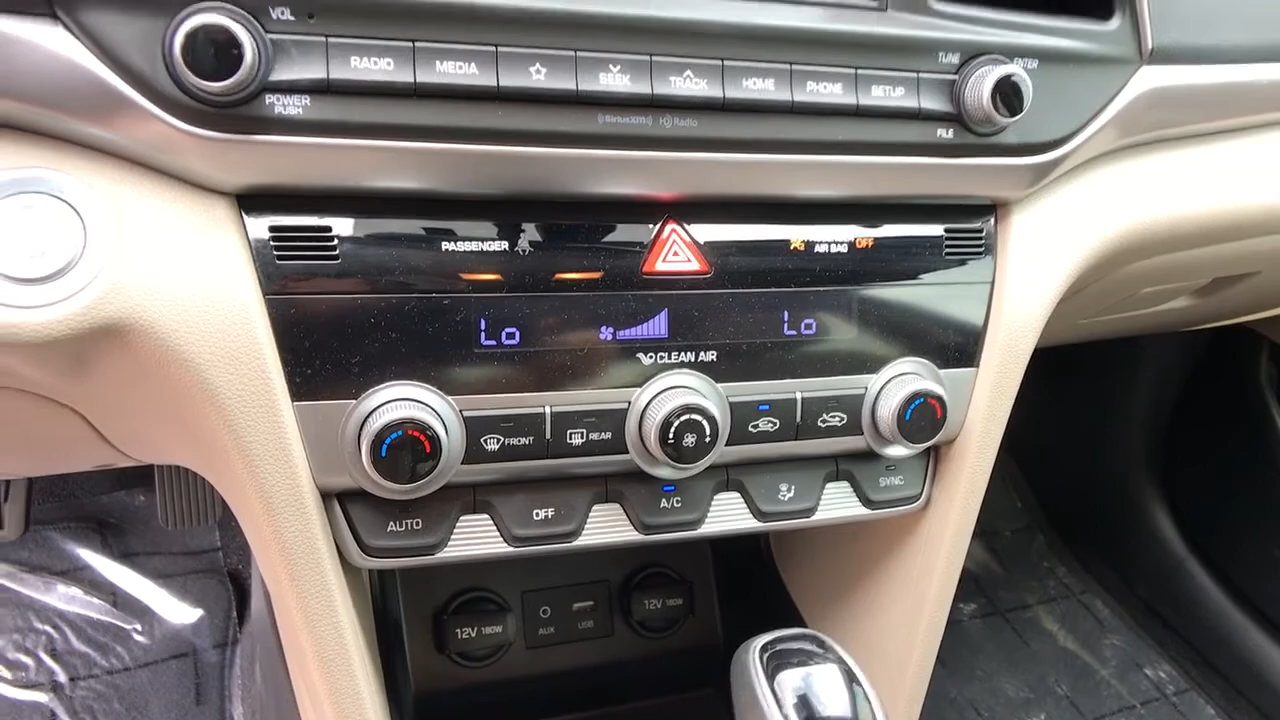 VOL
TUNE
ENTER
RADIO
MEDIA
SEEK
TRACK
HOME
PHONE
SETUP
POWER
PUSH
SiriusXM
HD Radio
FILE
PASSENGER
PASSENGER
AIR BAG OFF
Lo
Lo
CLEAN AIR
FRONT
REAR
AUTO
OFF
A/C
SYNC
12V 180W
AUX
USB
12V 180W